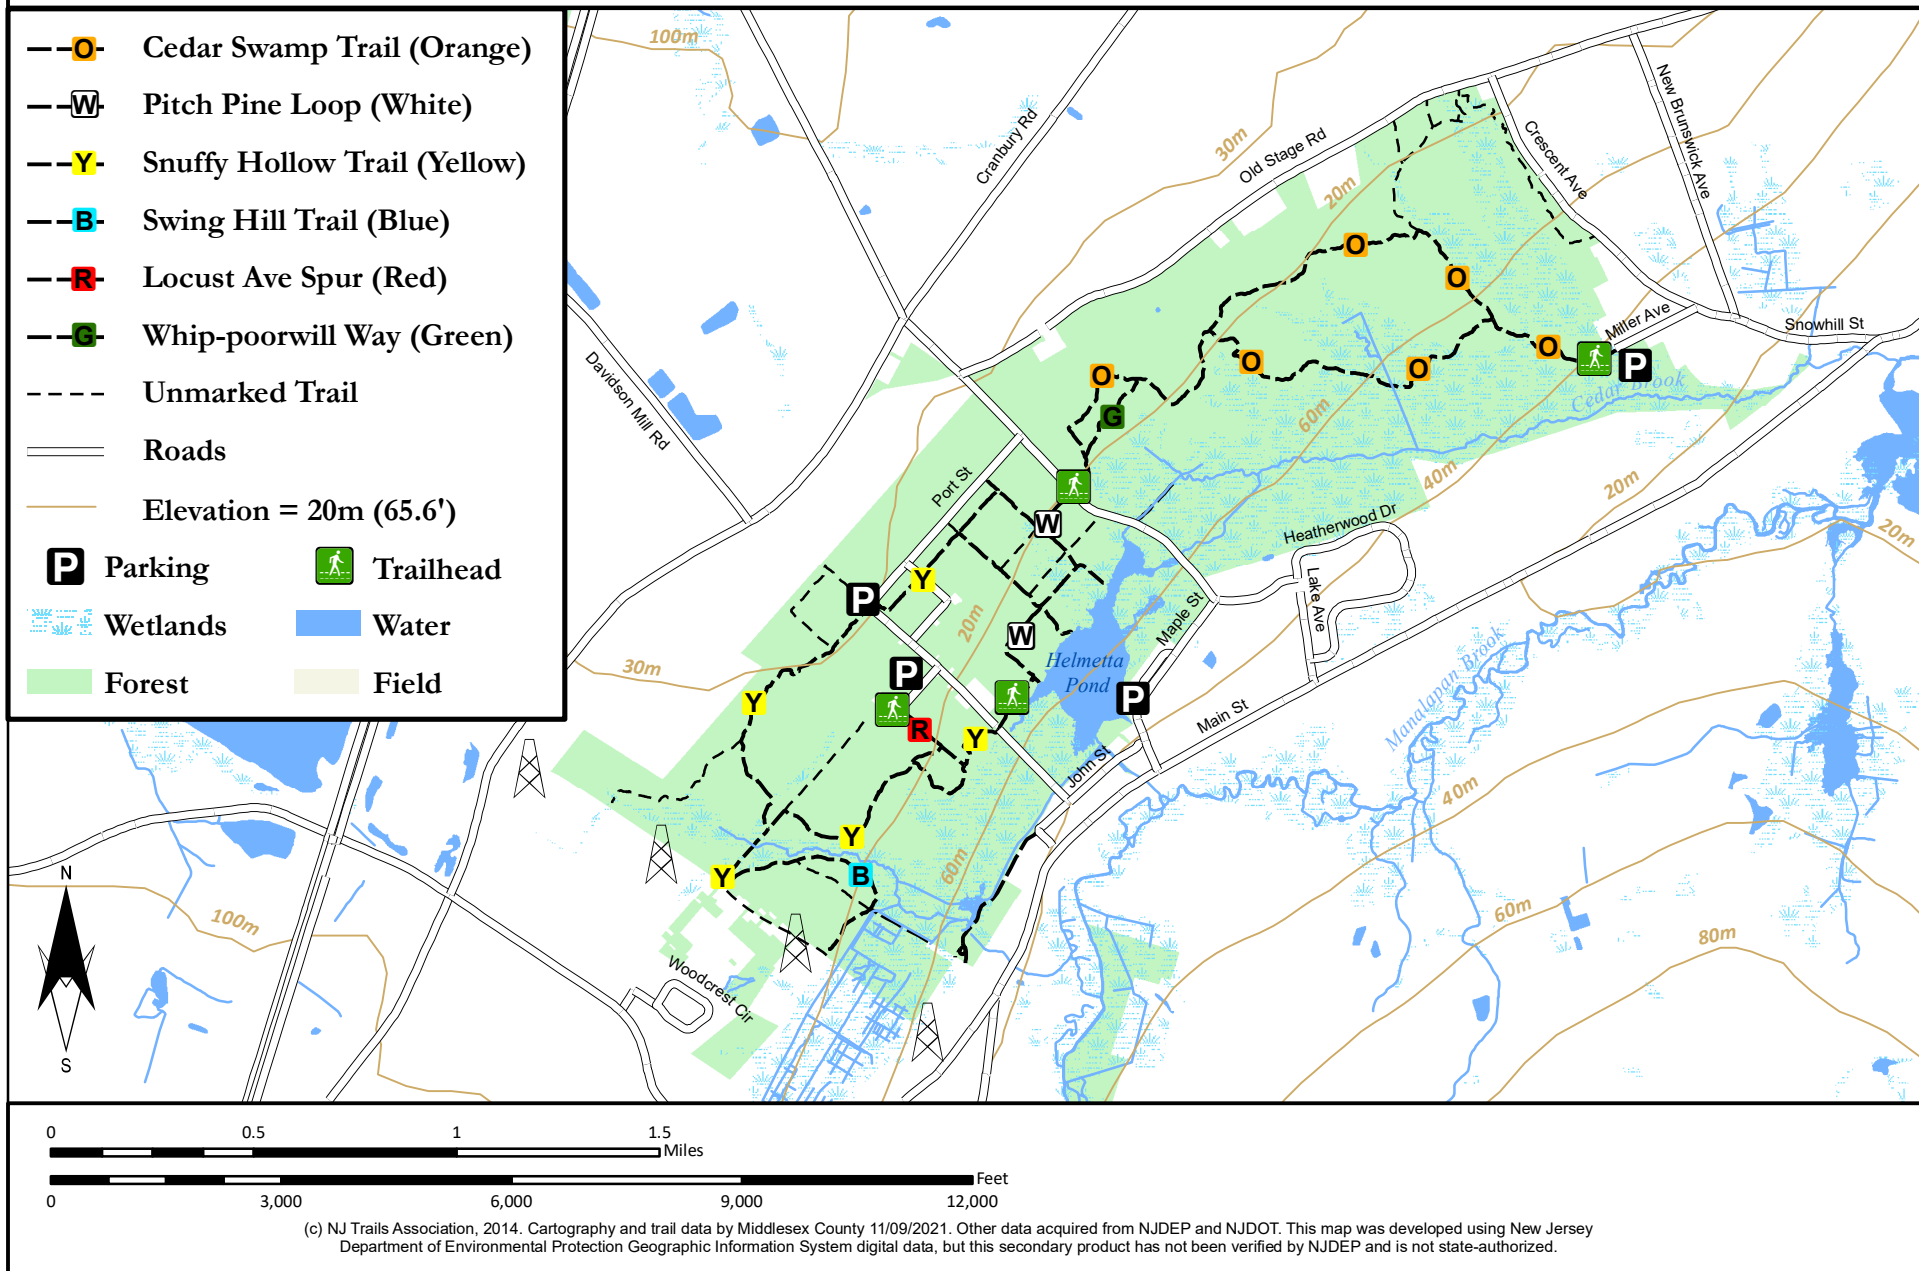 O Cedar Swamp Trail (Orange)
W Pitch Pine Loop (White)
Y Snuffy Hollow Trail (Yellow)
B Swing Hill Trail (Blue)
R Locust Ave Spur (Red)
G Whip-poorwill Way (Green)
Unmarked Trail
Roads
Elevation = 20m (65.6')
P Parking
Trailhead
Wetlands
Water
Forest
Field
100m
Cranbury Rd
30m
Old Stage Rd
20m
Crescent Ave
New Brunswick Ave
O
O
Miller Ave
Snowhill St
O
P
O
O
O
G
Cedar Brook
60m
40m
20m
20m
Davidson Mill Rd
Port St
W
Heatherwood Dr
Lake Ave
Y
P
20m
W
Maple St
Helmetta
Pond
30m
P
P
Y
R
Y
Main St
Manalapan Brook
John St
40m
Y
B
Y
60m
60m
80m
100m
Woodcrest Cir
N
S
0 0.5 1 1.5
Miles
Feet
0 3,000 6,000 9,000 12,000
(c) NJ Trails Association, 2014. Cartography and trail data by Middlesex County 11/09/2021. Other data acquired from NJDEP and NJDOT. This map was developed using New Jersey
Department of Environmental Protection Geographic Information System digital data, but this secondary product has not been verified by NJDEP and is not state-authorized.